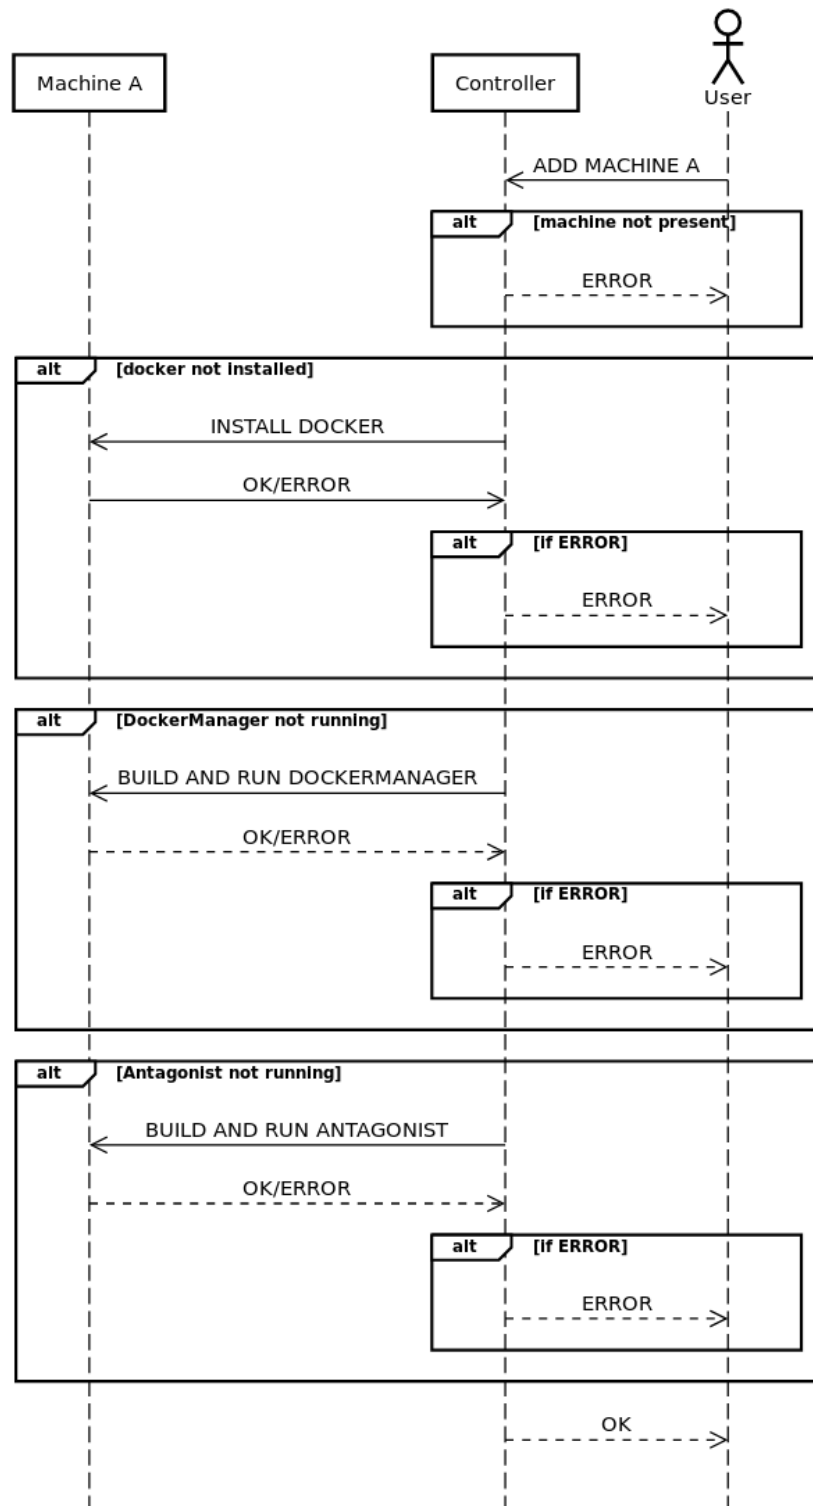 Machine A
Controller
User
ADD MACHINE A
alt
[machine not present]
ERROR
alt
[docker not installed]
INSTALL DOCKER
OK/ERROR
alt
[if ERROR]
ERROR
alt
[DockerManager not running]
BUILD AND RUN DOCKERMANAGER
OK/ERROR
alt
[if ERROR]
ERROR
alt
[Antagonist not running]
BUILD AND RUN ANTAGONIST
OK/ERROR
alt
[if ERROR]
ERROR
OK